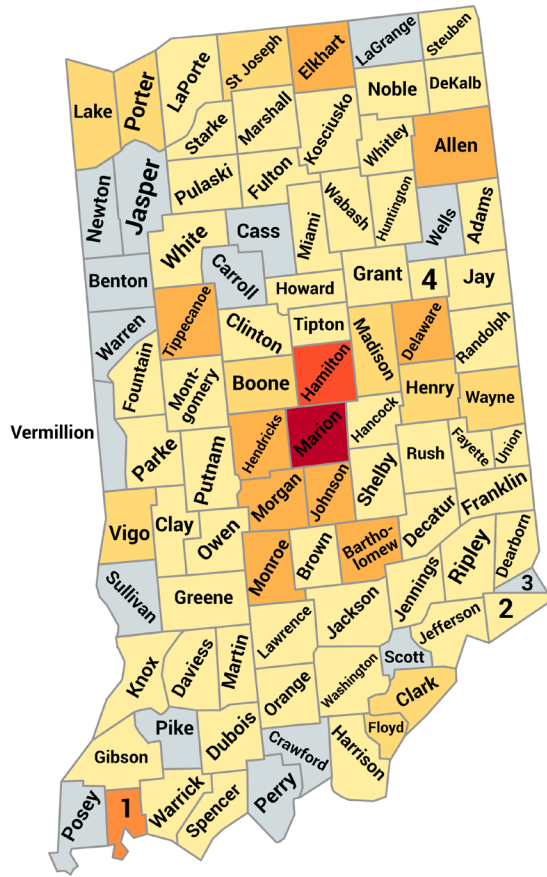 Steuben
LaGrange
Elkhart
St Joseph
LaPorte
Porter
Lake
Noble
DeKalb
Starke
Marshall
Kosciusko
Whitley
Allen
Newton
Jasper
Pulaski
Fulton
Wabash
Huntington
Wells
Adams
Miami
White
Cass
Carroll
Benton
Howard
Grant
4
Jay
Warren
Tippecanoe
Clinton
Tipton
Madison
Delaware
Randolph
Fountain
Mont-
gomery
Boone
Hamilton
Henry
Wayne
Vermillion
Parke
Putnam
Hendricks
Marion
Hancock
Rush
Fayette
Union
Shelby
Franklin
Vigo
Clay
Owen
Morgan
Johnson
Decatur
Sullivan
Greene
Monroe
Brown
Bartho-
lomew
Jennings
Ripley
Dearborn
3
2
Knox
Daviess
Martin
Lawrence
Jackson
Jefferson
Scott
Washington
Orange
Clark
Floyd
Harrison
Crawford
Dubois
Pike
Gibson
Posey
1
Warrick
Spencer
Perry